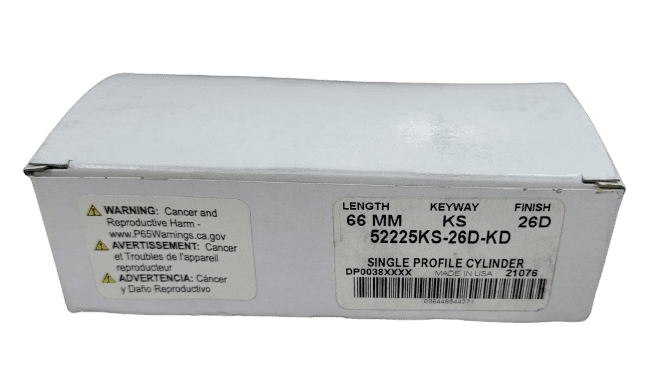 WARNING: Cancer and
Reproductive Harm -
www.P65Warnings.ca.gov
AVERTISSEMENT: Cancer
et Troubles de l'appareil
reproducteur
ADVERTENCIA: Cáncer
y Daño Reproductivo
LENGTH KEYWAY FINISH
66 MM KS 26D
52225KS-26D-KD
SINGLE PROFILE CYLINDER
DP0038XXXX MADE IN USA 21076